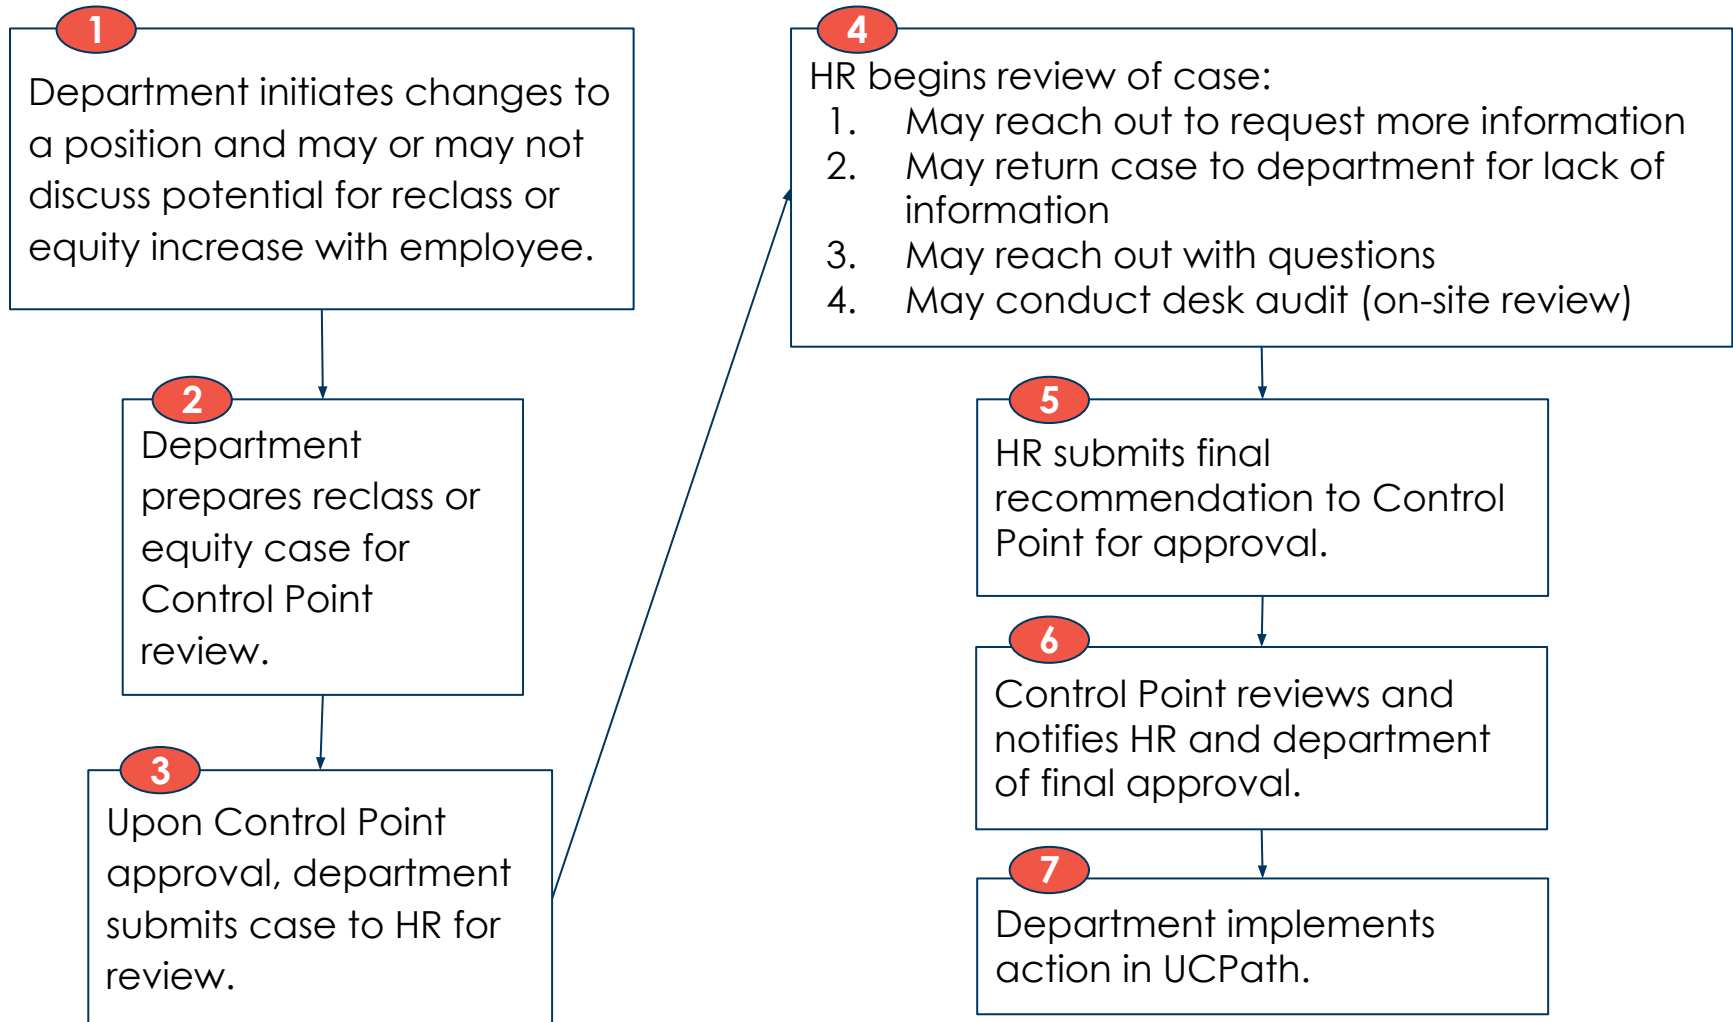 1
Department initiates changes to
a position and may or may not
discuss potential for reclass or
equity increase with employee.
2
Department
prepares reclass or
equity case for
Control Point
review.
3
Upon Control Point
approval, department
submits case to HR for
review.
4
HR begins review of case:
1. May reach out to request more information
2. May return case to department for lack of
information
3. May reach out with questions
4. May conduct desk audit (on-site review)
5
HR submits final
recommendation to Control
Point for approval.
6
Control Point reviews and
notifies HR and department
of final approval.
7
Department implements
action in UCPath.